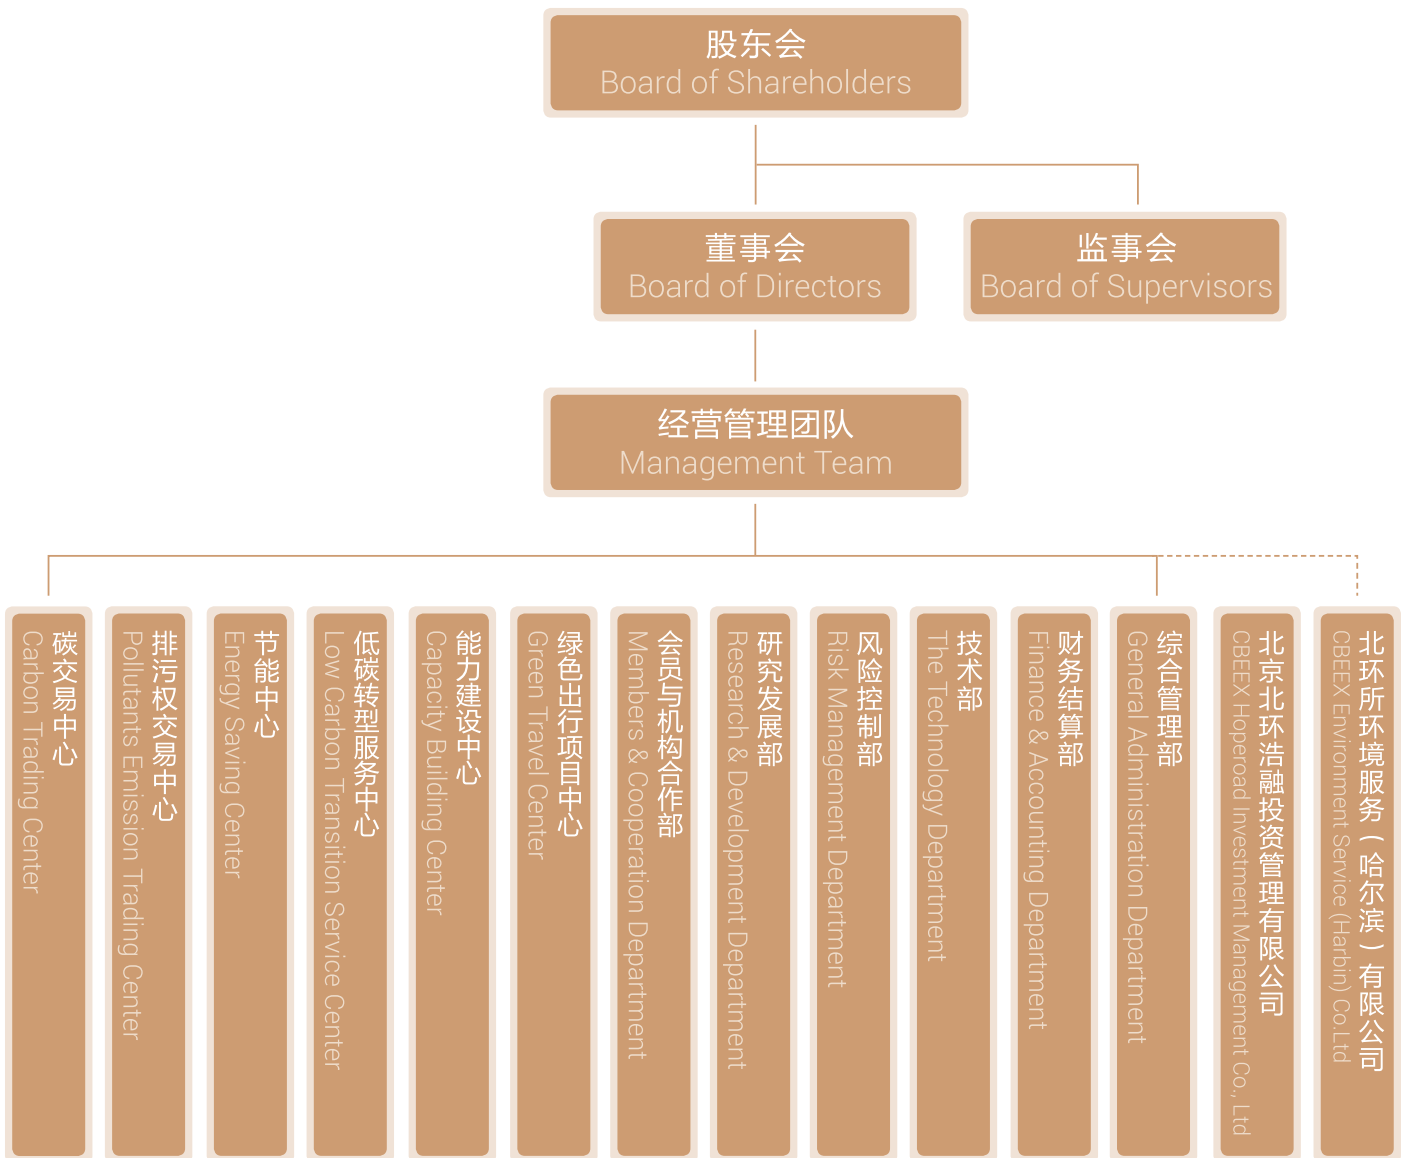 股东会
Board of Shareholders
董事会
Board of Directors
监事会
Board of Supervisors
经营管理团队
Management Team
碳交易中心
Carbon Trading Center
排污权交易中心
Pollutants Emission Trading Center
节能中心
Energy Saving Center
低碳转型服务中心
Low Carbon Transition Service Center
能力建设中心
Capacity Building Center
绿色出行项目中心
Green Travel Center
会员与机构合作部
Members & Cooperation Department
研究发展部
Research & Development Department
风险控制部
Risk Management Department
技术部
The Technology Department
财务结算部
Finance & Accounting Department
综合管理部
General Administration Department
北京北环浩融投资管理有限公司
CBEEX Hoperoad Investment Management Co., Ltd
北环所环境服务(哈尔滨)有限公司
CBEEX Environment Service (Harbin) Co.Ltd